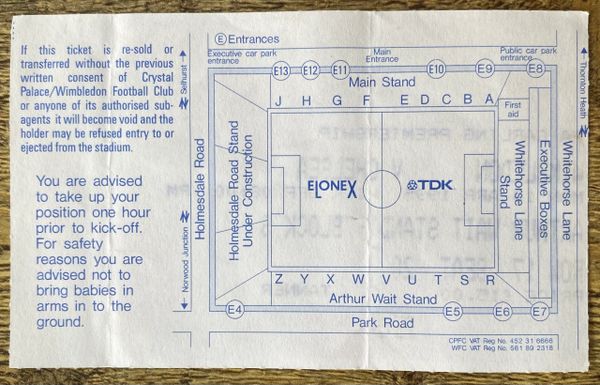 If this ticket is re-sold or
transferred without the previous
written consent of Crystal
Palace/Wimbledon Football Club
or anyone of its authorised sub-
agents it will become void and the
holder may be refused entry to or
ejected from the stadium.
You are advised
to take up your
position one hour
prior to kick-off.
For safety
reasons you are
advised not to
bring babies in
arms in to the
ground.
E Entrances
Executive car park
entrance
Main
Entrance
Public car park
entrance
Selhurst
Norwood Junction
Thornton Heath
E13 E12 E11 E10 E9 E8
Main Stand
J H G F E D C B A
First
aid
Holmesdale Road
Holmesdale Road Stand
Under Construction
ELONEX
TDK
Whitehorse Lane
Stand
Executive Boxes
Whitehorse Lane
Z Y X W V U T S R
Arthur Wait Stand
E4 E5 E6 E7
Park Road
CPFC VAT Reg No. 452 31 6666
WFC VAT Reg No. 561 89 2318